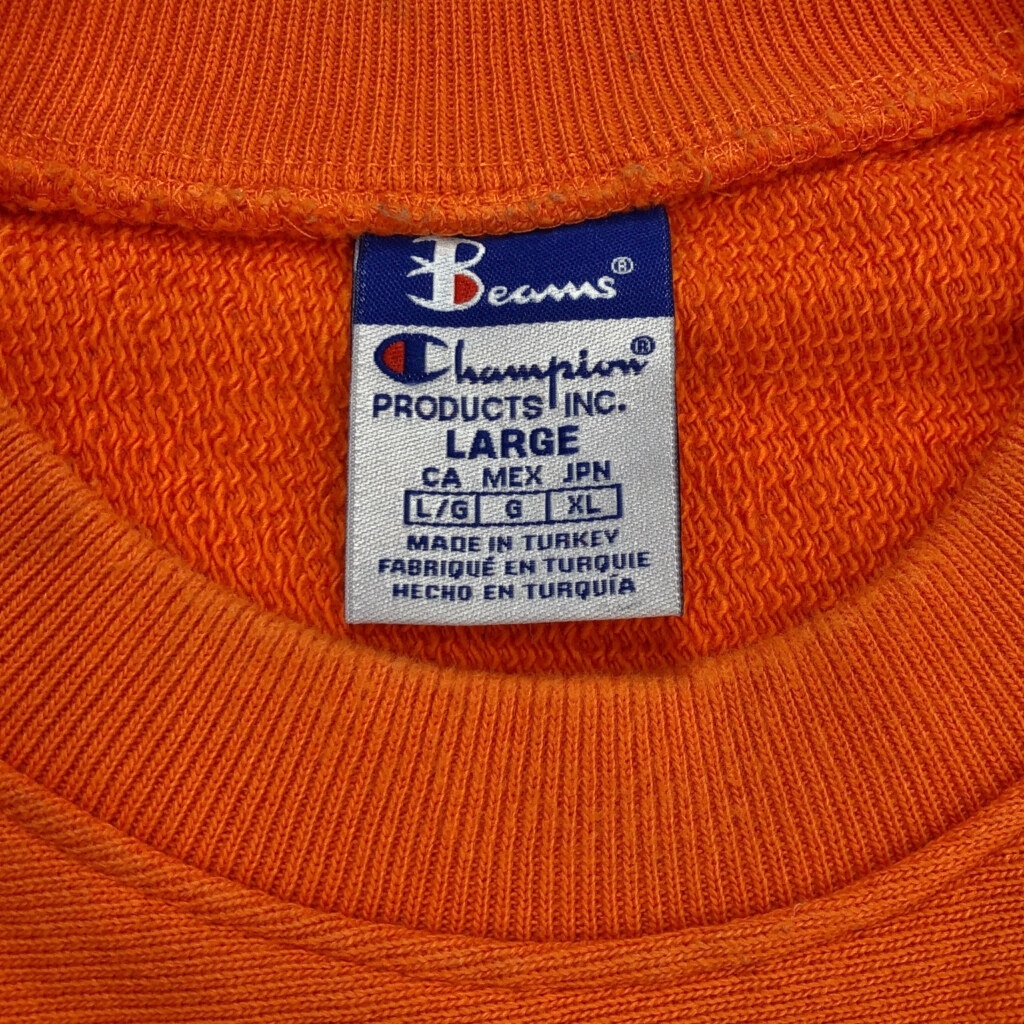 Beams®
Champion®
PRODUCTS INC.
LARGE
CA MEX JPN
L/G G XL
MADE IN TURKEY
FABRIQUÉ EN TURQUIE
HECHO EN TURQUÍA